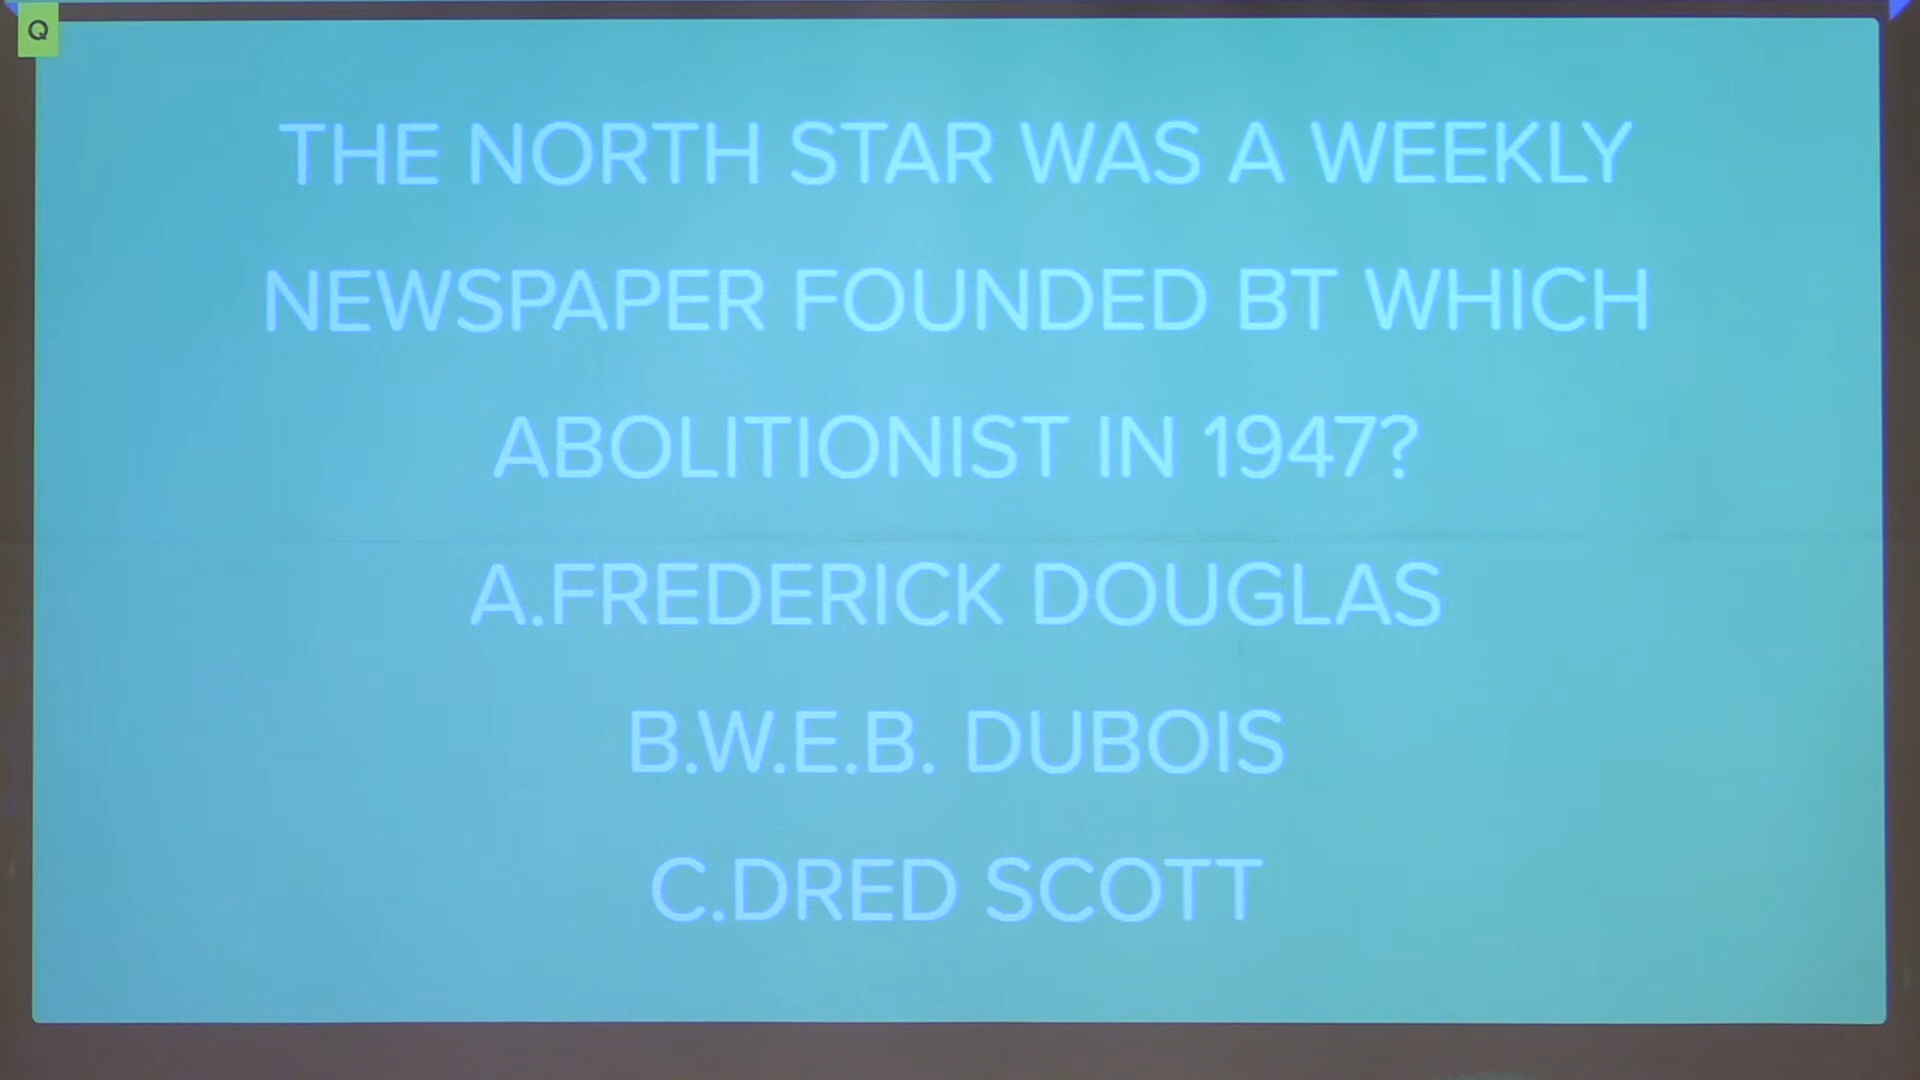 Q
THE NORTH STAR WAS A WEEKLY
NEWSPAPER FOUNDED BT WHICH
ABOLITIONIST IN 1947?
A.FREDERICK DOUGLAS
B.W.E.B. DUBOIS
C.DRED SCOTT